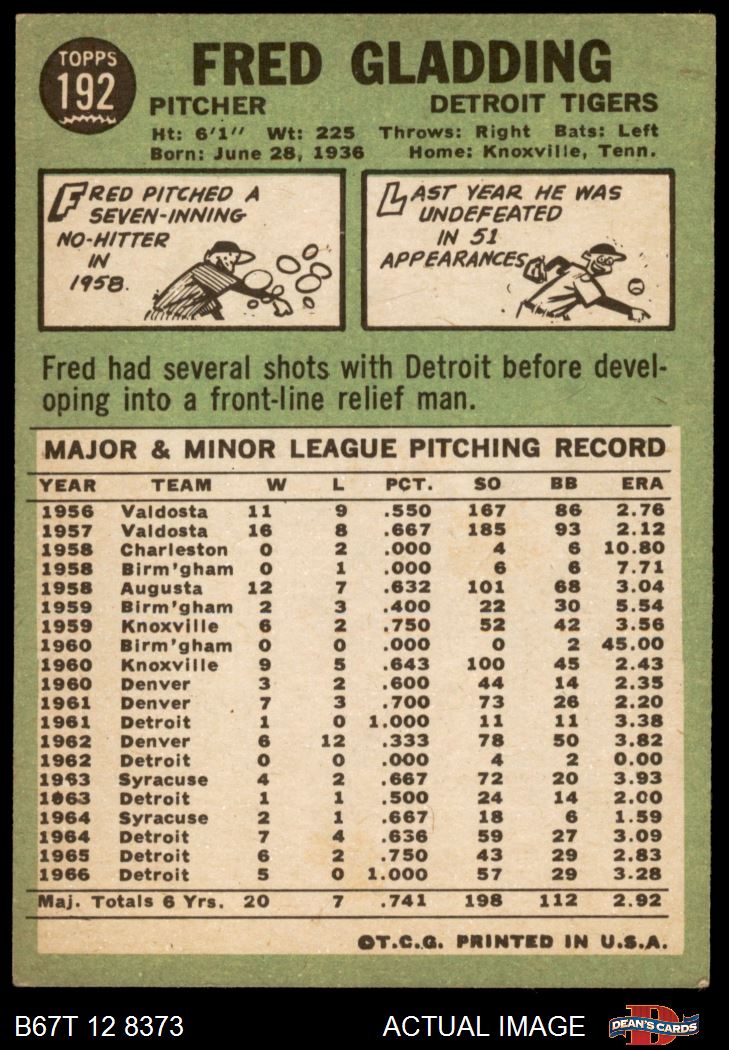 TOPPS
192
FRED GLADDING
PITCHER DETROIT TIGERS
Ht: 6'1" Wt: 225 Throws: Right Bats: Left
Born: June 28, 1936 Home: Knoxville, Tenn.
FRED PITCHED A
SEVEN-INNING
NO-HITTER
IN
1958.
LAST YEAR HE WAS
UNDEFEATED
IN 51
APPEARANCES
Fred had several shots with Detroit before devel-
oping into a front-line relief man.
MAJOR & MINOR LEAGUE PITCHING RECORD
YEAR TEAM W L PCT. SO BB ERA
1956 Valdosta 11 9 .550 167 86 2.76
1957 Valdosta 16 8 .667 185 93 2.12
1958 Charleston 0 2 .000 4 6 10.80
1958 Birm'gham 0 1 .000 6 6 7.71
1958 Augusta 12 7 .632 101 68 3.04
1959 Birm'gham 2 3 .400 22 30 5.54
1959 Knoxville 6 2 .750 52 42 3.56
1960 Birm'gham 0 0 .000 0 2 45.00
1960 Knoxville 9 5 .643 100 45 2.43
1960 Denver 3 2 .600 44 14 2.35
1961 Denver 7 3 .700 73 26 2.20
1961 Detroit 1 0 1.000 11 11 3.38
1962 Denver 6 12 .333 78 50 3.82
1962 Detroit 0 0 .000 4 2 0.00
1963 Syracuse 4 2 .667 72 20 3.93
1963 Detroit 1 1 .500 24 14 2.00
1964 Syracuse 2 1 .667 18 6 1.59
1964 Detroit 7 4 .636 59 27 3.09
1965 Detroit 6 2 .750 43 29 2.83
1966 Detroit 5 0 1.000 57 29 3.28
Maj. Totals 6 Yrs. 20 7 .741 198 112 2.92
©T.C.G. PRINTED IN U.S.A.
B67T 12 8373 ACTUAL IMAGE DEAN'S CARDS